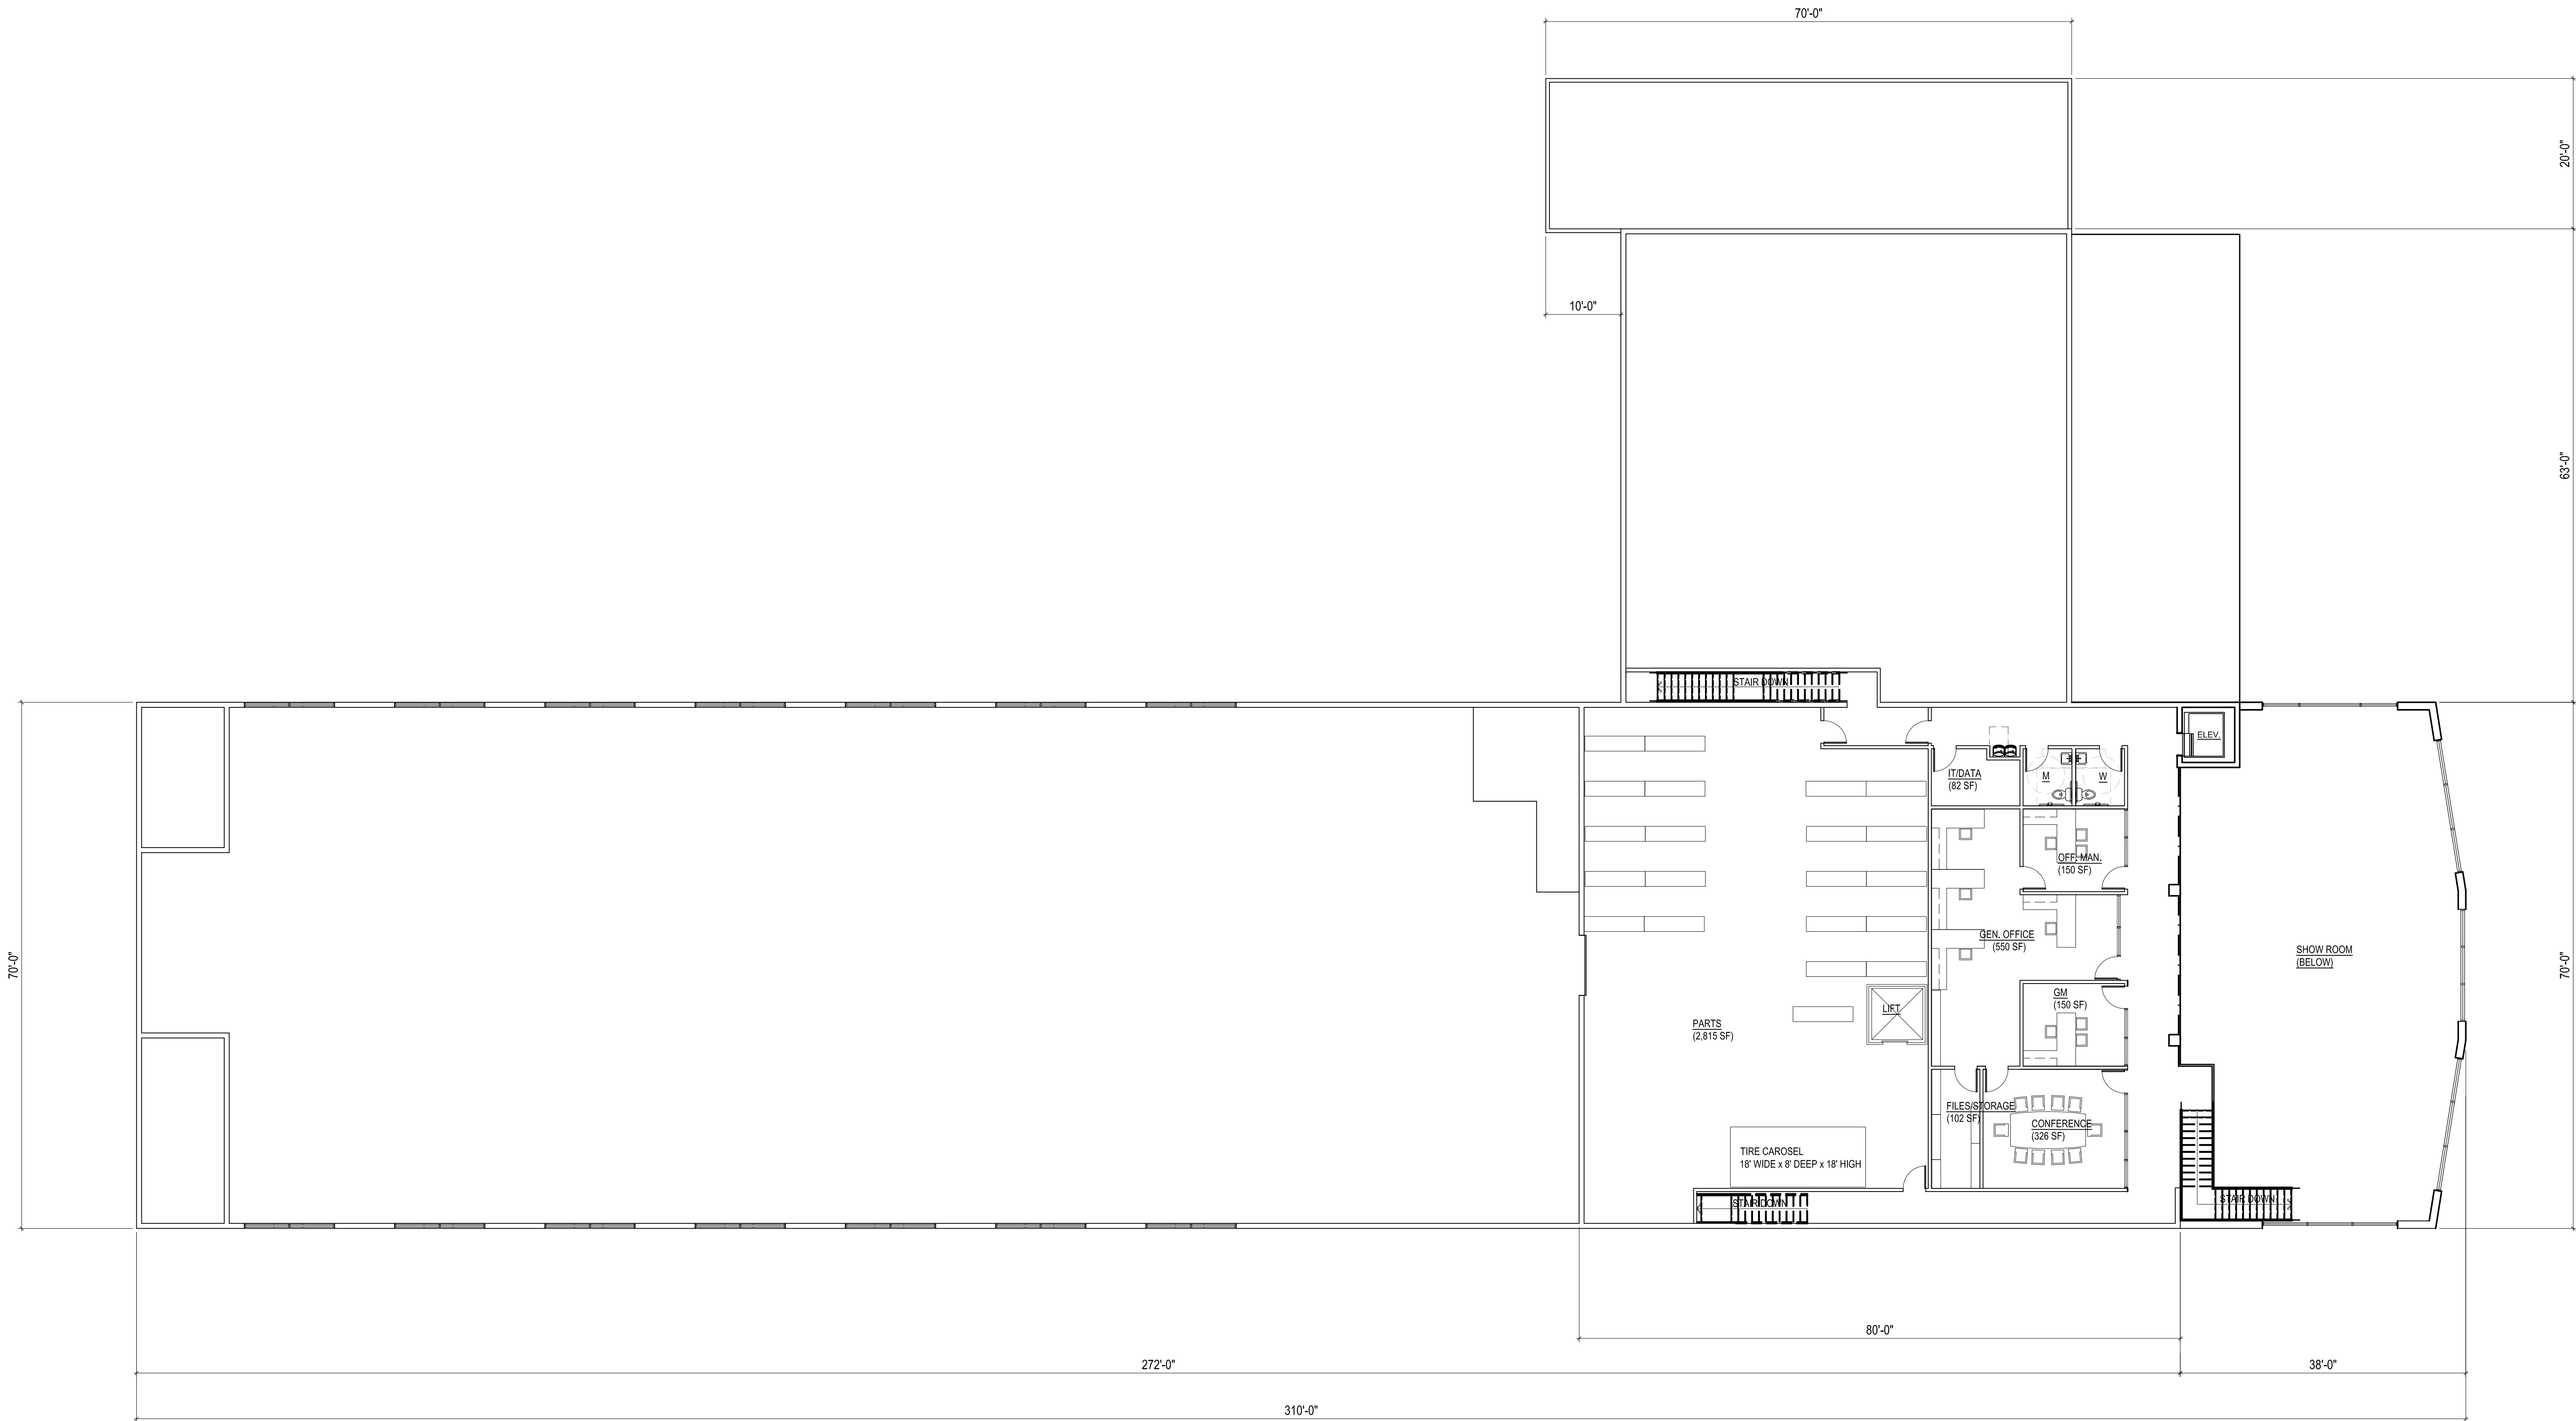 70'-0"
20'-0"
10'-0"
63'-0"
STAIR DOWN
ELEV.
IT/DATA
(82 SF)
M
W
OFF. MAN.
(150 SF)
GEN. OFFICE
(550 SF)
70'-0"
SHOW ROOM
(BELOW)
70'-0"
GM
(150 SF)
LIFT
PARTS
(2,815 SF)
FILES/STORAGE
(102 SF)
CONFERENCE
(326 SF)
TIRE CAROSEL
18' WIDE x 8' DEEP x 18' HIGH
STAIR DOWN
STAIR DOWN
80'-0"
272'-0"
38'-0"
310'-0"